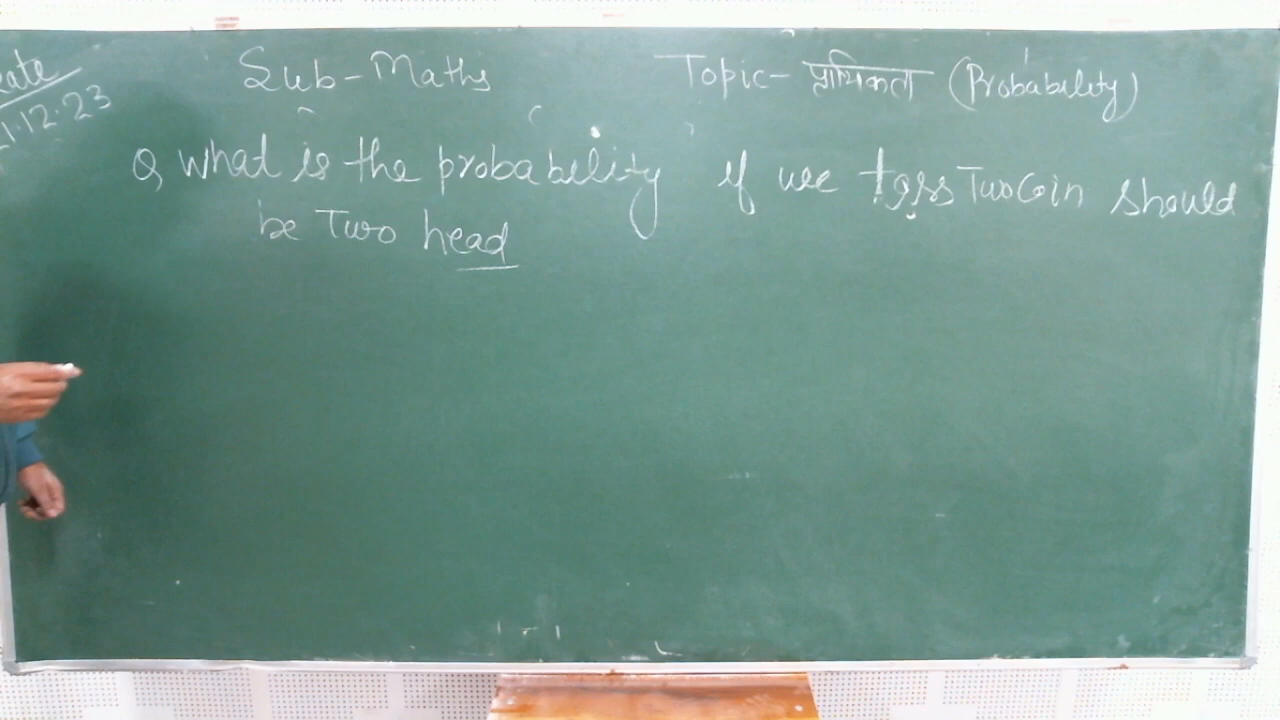 Sub-Maths
Topic- प्रायिकता (Probability)
1.12.23
Q what is the probability if we toss Two Coin should
be Two head